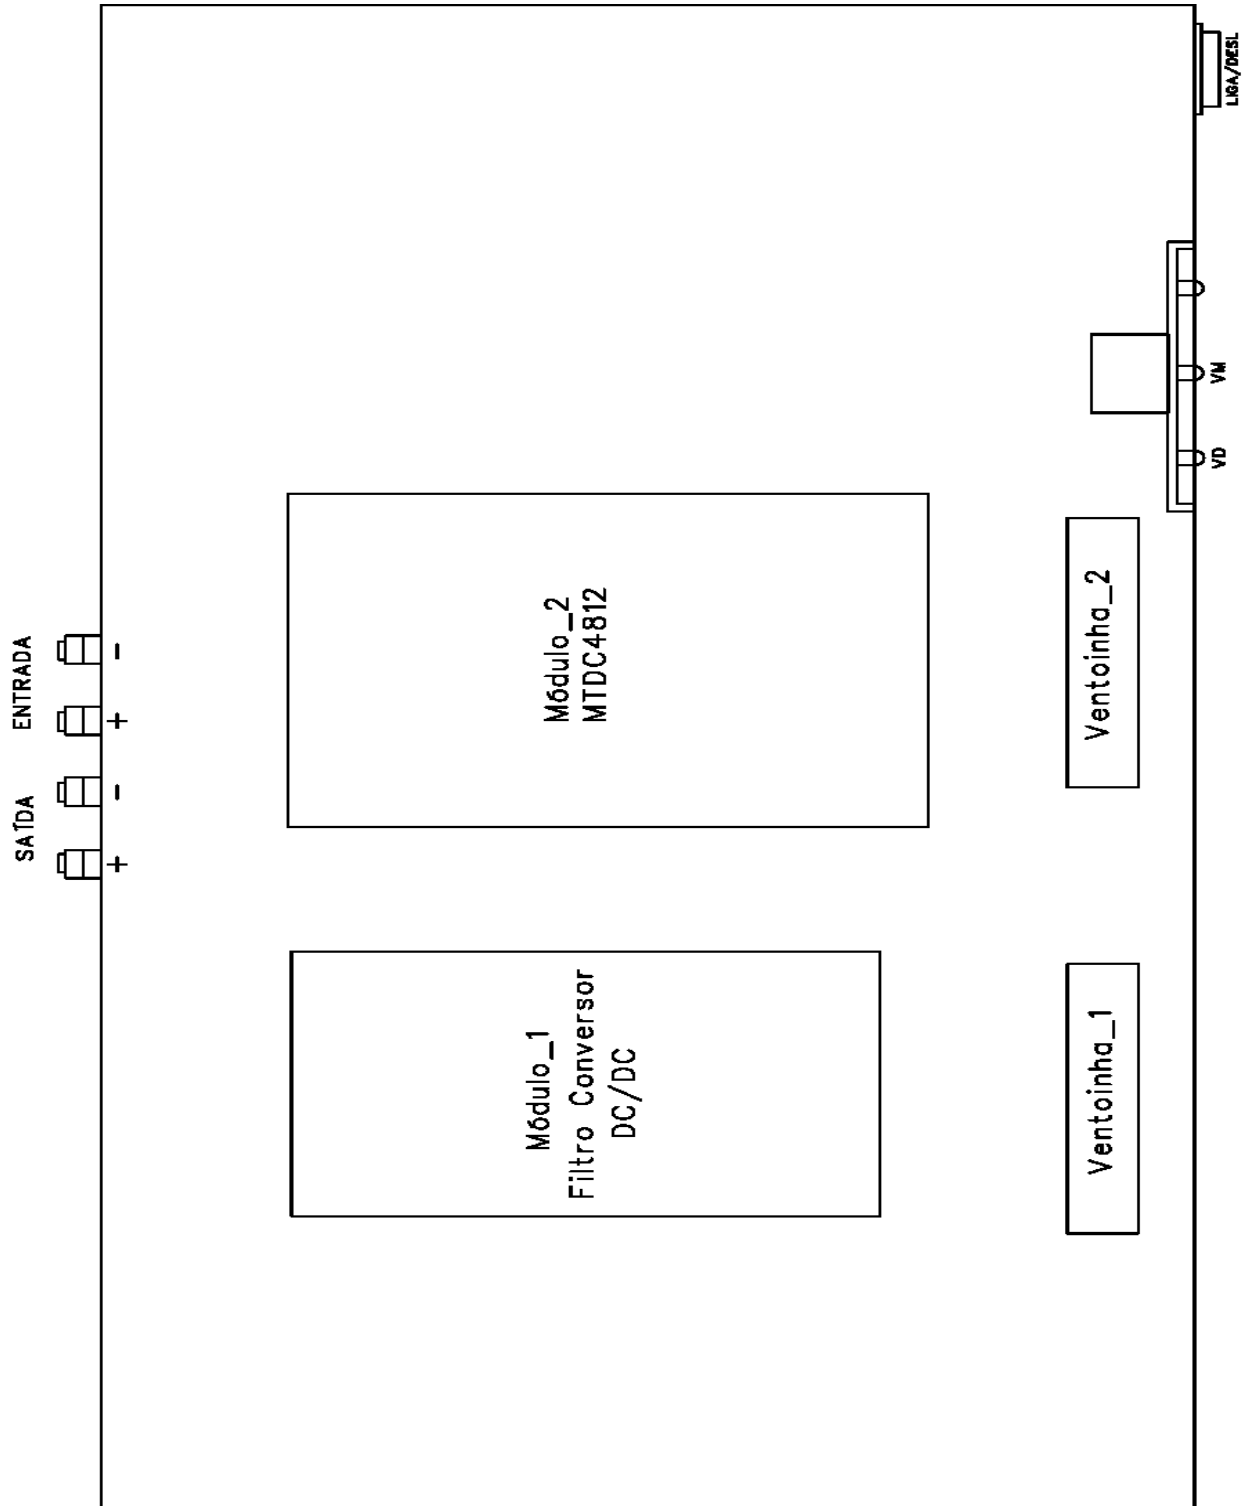 SAÍDA
ENTRADA
+ - + -
Módulo_1
Filtro Conversor
DC/DC
Módulo_2
MTDC4812
Ventoinha_1
Ventoinha_2
VD
VM
LIGA/DESL